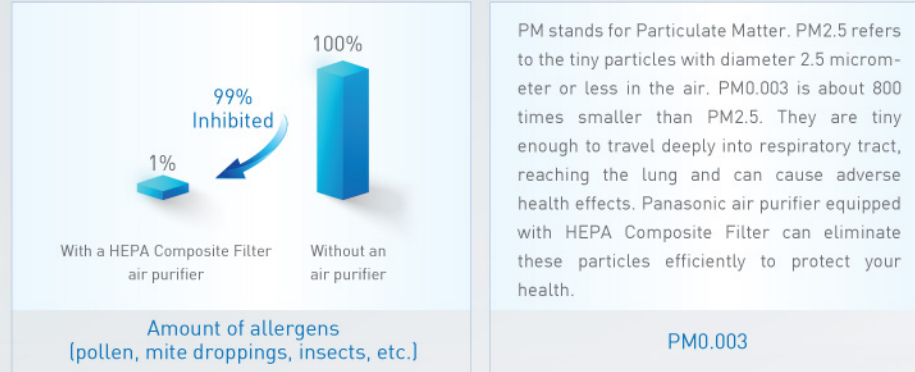 100%
99%
Inhibited
1%
With a HEPA Composite Filter
air purifier
Without an
air purifier
Amount of allergens
(pollen, mite droppings, insects, etc.)
PM stands for Particulate Matter. PM2.5 refers
to the tiny particles with diameter 2.5 microm-
eter or less in the air. PM0.003 is about 800
times smaller than PM2.5. They are tiny
enough to travel deeply into respiratory tract,
reaching the lung and can cause adverse
health effects. Panasonic air purifier equipped
with HEPA Composite Filter can eliminate
these particles efficiently to protect your
health.
PM0.003